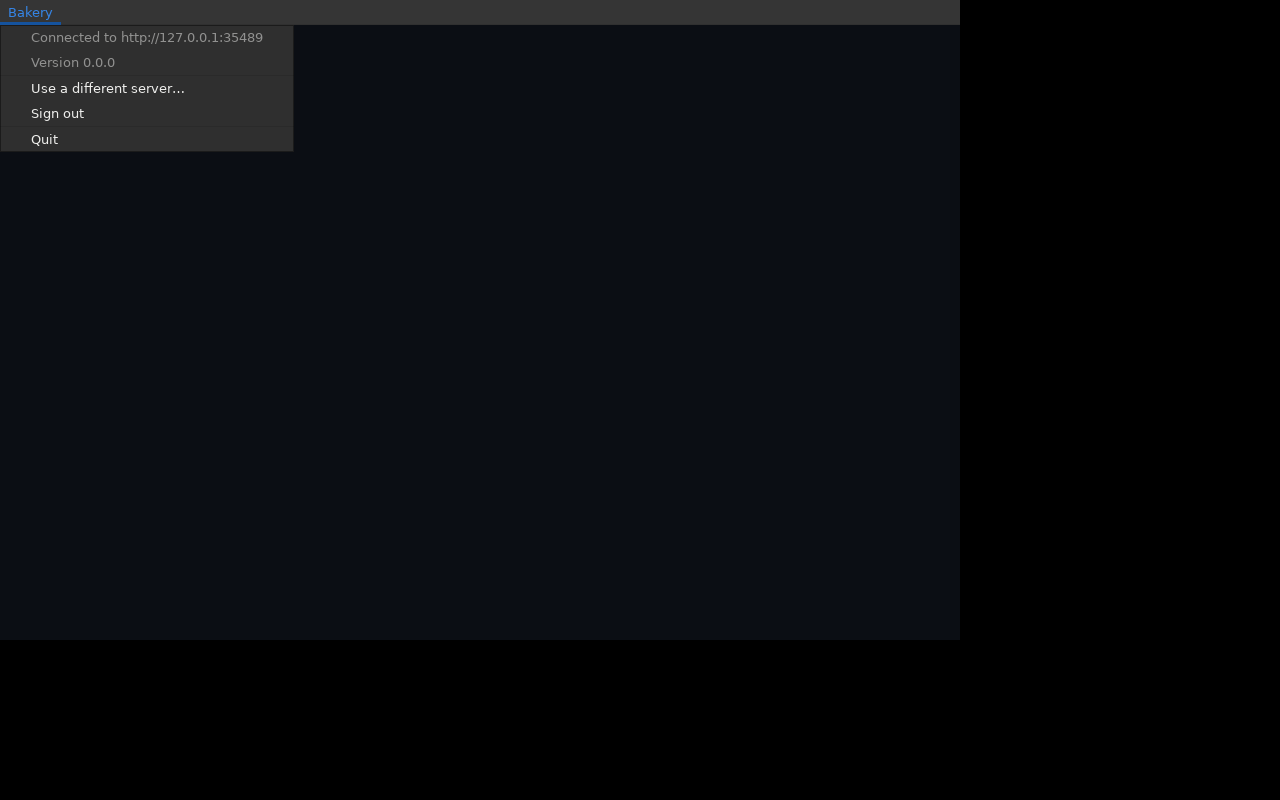 Bakery
Connected to http://127.0.0.1:35489
Version 0.0.0
Use a different server...
Sign out
Quit